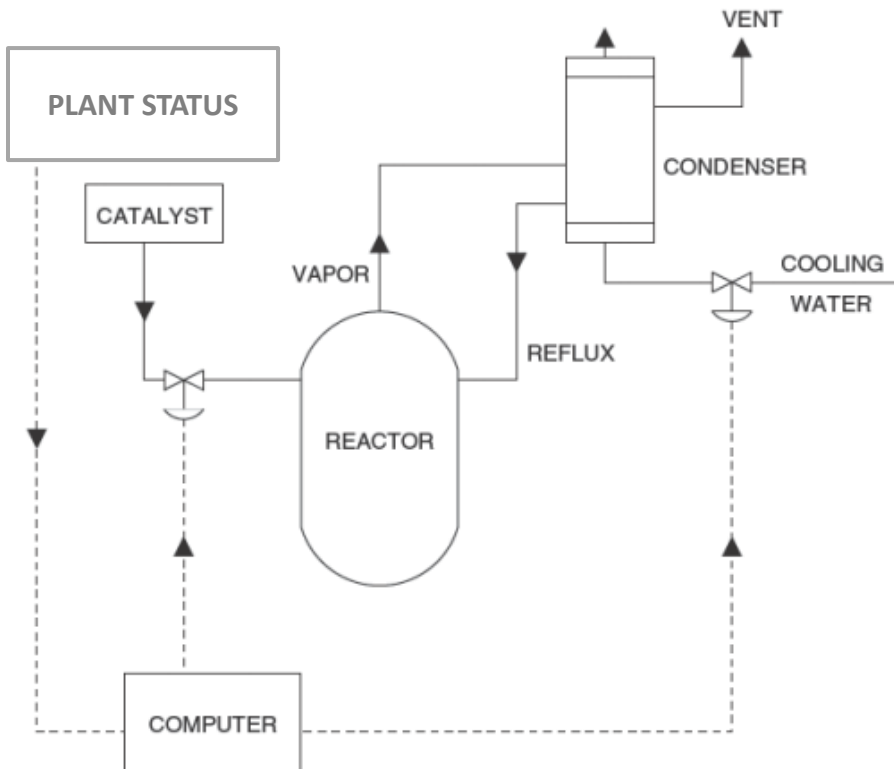 VENT
PLANT STATUS
CONDENSER
CATALYST
COOLING
VAPOR
WATER
REFLUX
REACTOR
COMPUTER